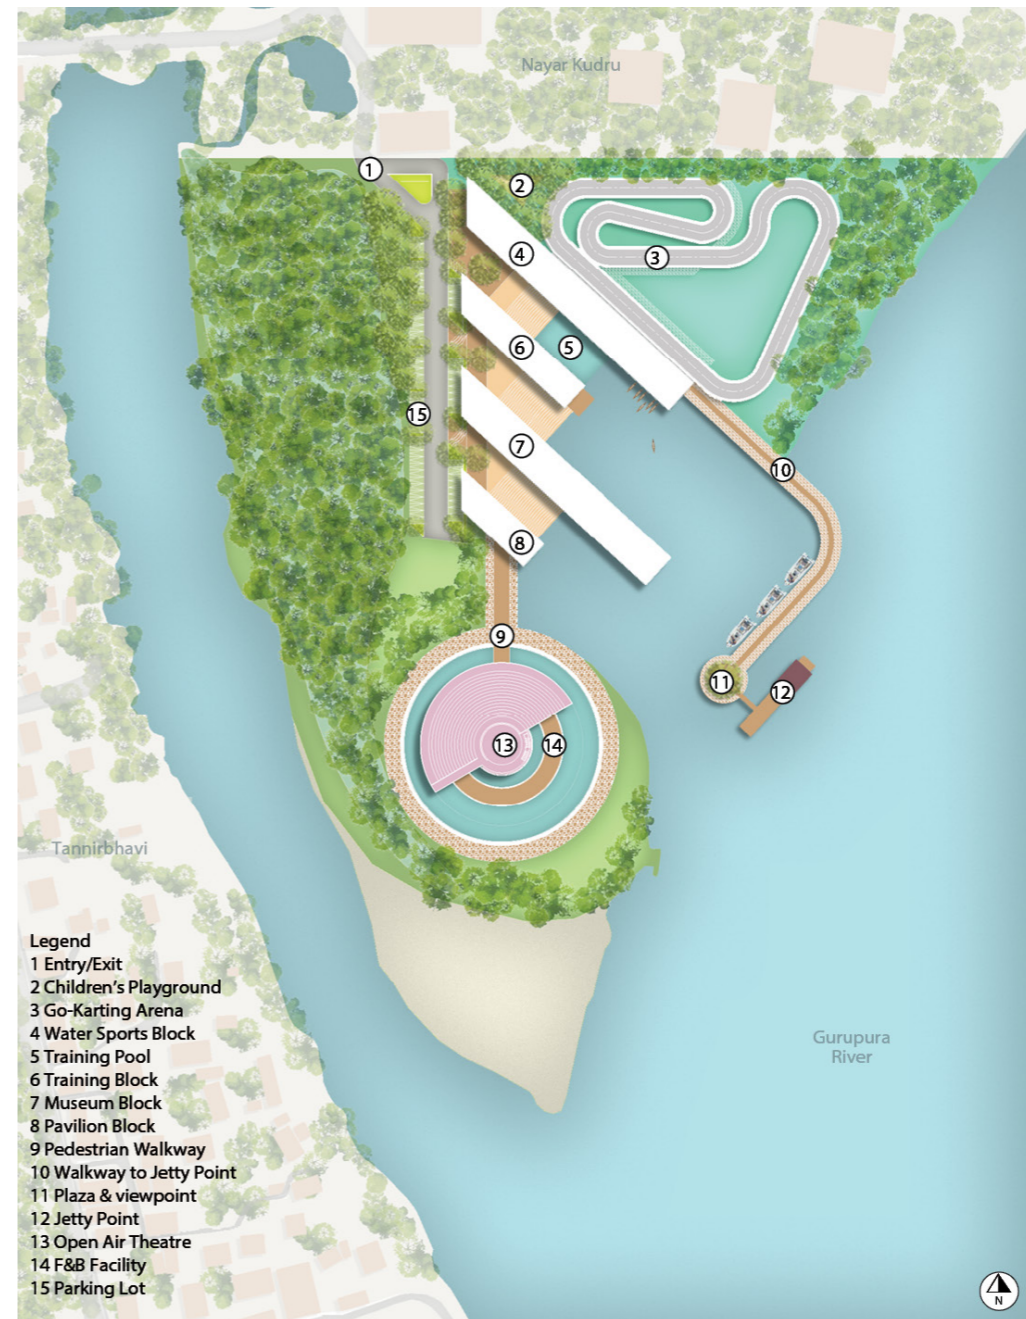 Nayar Kudru
1
2
3
4
5
6
7
15
10
8
9
11
12
13
14
Tannirbhavi
Gurupura
River
Legend
1 Entry/Exit
2 Children's Playground
3 Go-Karting Arena
4 Water Sports Block
5 Training Pool
6 Training Block
7 Museum Block
8 Pavilion Block
9 Pedestrian Walkway
10 Walkway to Jetty Point
11 Plaza & viewpoint
12 Jetty Point
13 Open Air Theatre
14 F&B Facility
15 Parking Lot
N